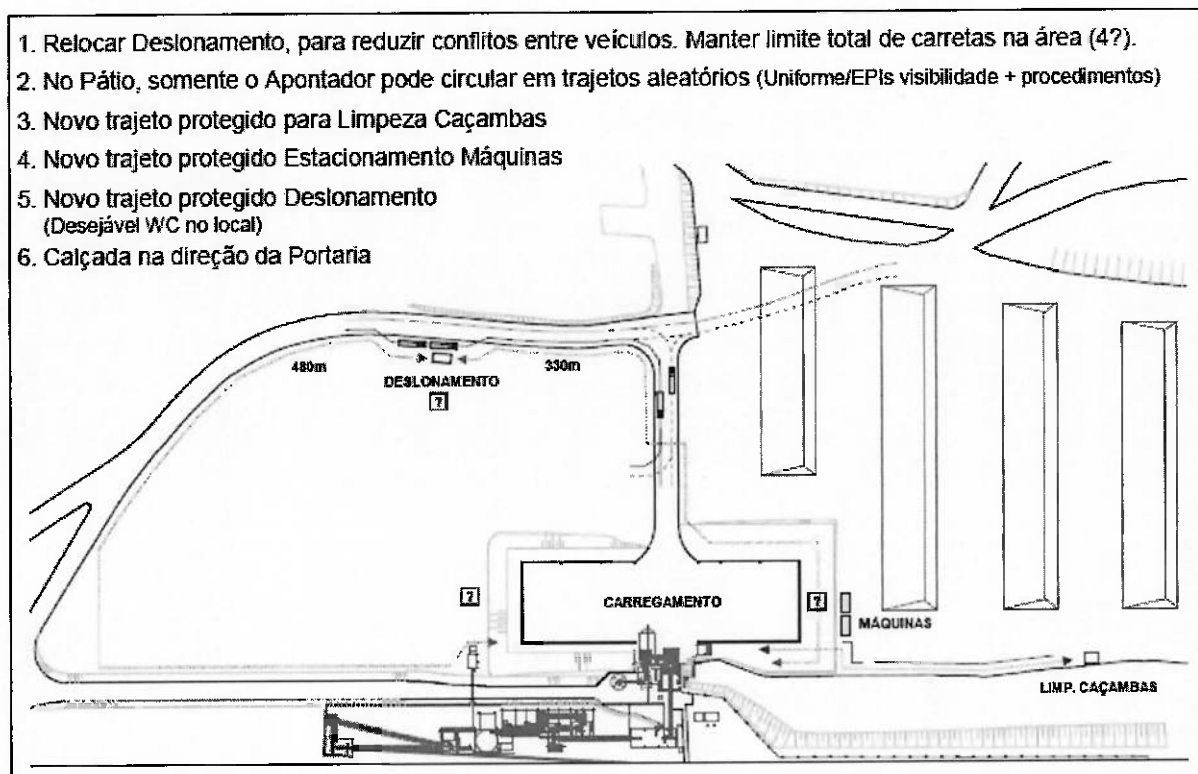 1. Relocar Deslonamento, para reduzir conflitos entre veículos. Manter limite total de carretas na área (4?).
2. No Pátio, somente o Apontador pode circular em trajetos aleatórios (Uniforme/EPIs visibilidade + procedimentos)
3. Novo trajeto protegido para Limpeza Caçambas
4. Novo trajeto protegido Estacionamento Máquinas
5. Novo trajeto protegido Deslonamento
(Desejável WC no local)
6. Calçada na direção da Portaria
480m
330m
DESLONAMENTO
?
?
CARREGAMENTO
?
MÁQUINAS
LIMP. CAÇAMBAS